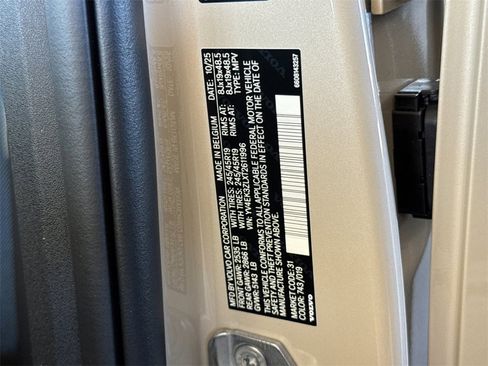 MFD BY VOLVO CAR CORPORATION MADE IN BELGIUM DATE: 10/25
FRONT GAWR: 2535 LB WITH TIRES: 245/45R19 RIMS AT: 8Jx19x48.5
REAR GAWR: 2866 LB WITH TIRES: 245/45R19 RIMS AT: 8Jx19x48.5
GVWR: 5143 LB VIN: YV4EK3ZLXT2611996 TYPE: MPV
THIS VEHICLE CONFORMS TO ALL APPLICABLE FEDERAL MOTOR VEHICLE
SAFETY AND THEFT PREVENTION STANDARDS IN EFFECT ON THE DATE OF
MANUFACTURE SHOWN ABOVE.
MARKET CODE: 31
COLOR: 743/019
VOLVO
6608143257